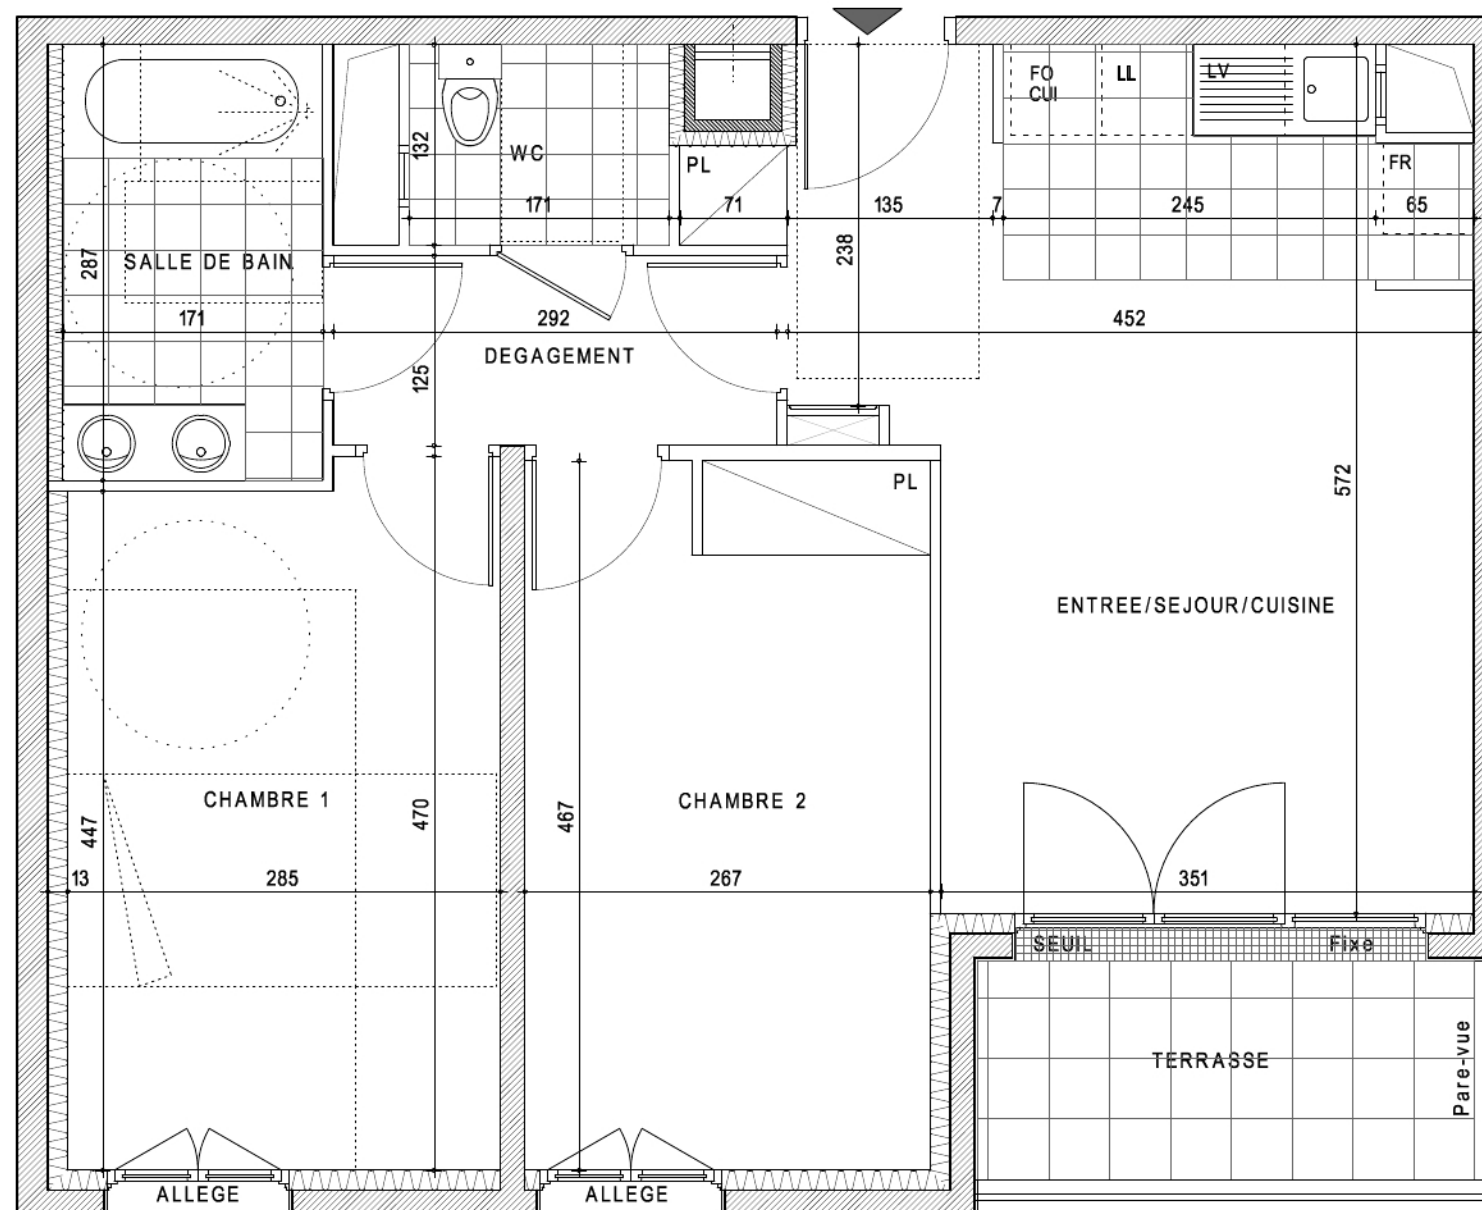 FO
CUI
LL
LV
132
WC
PL
FR
171
71
135
7
245
65
287
SALLE DE BAIN
238
171
292
452
DEGAGEMENT
125
PL
572
ENTREE/SEJOUR/CUISINE
CHAMBRE 1
CHAMBRE 2
447
470
467
13
285
267
351
SEUIL
Fixe
TERRASSE
Pare-vue
ALLEGE
ALLEGE